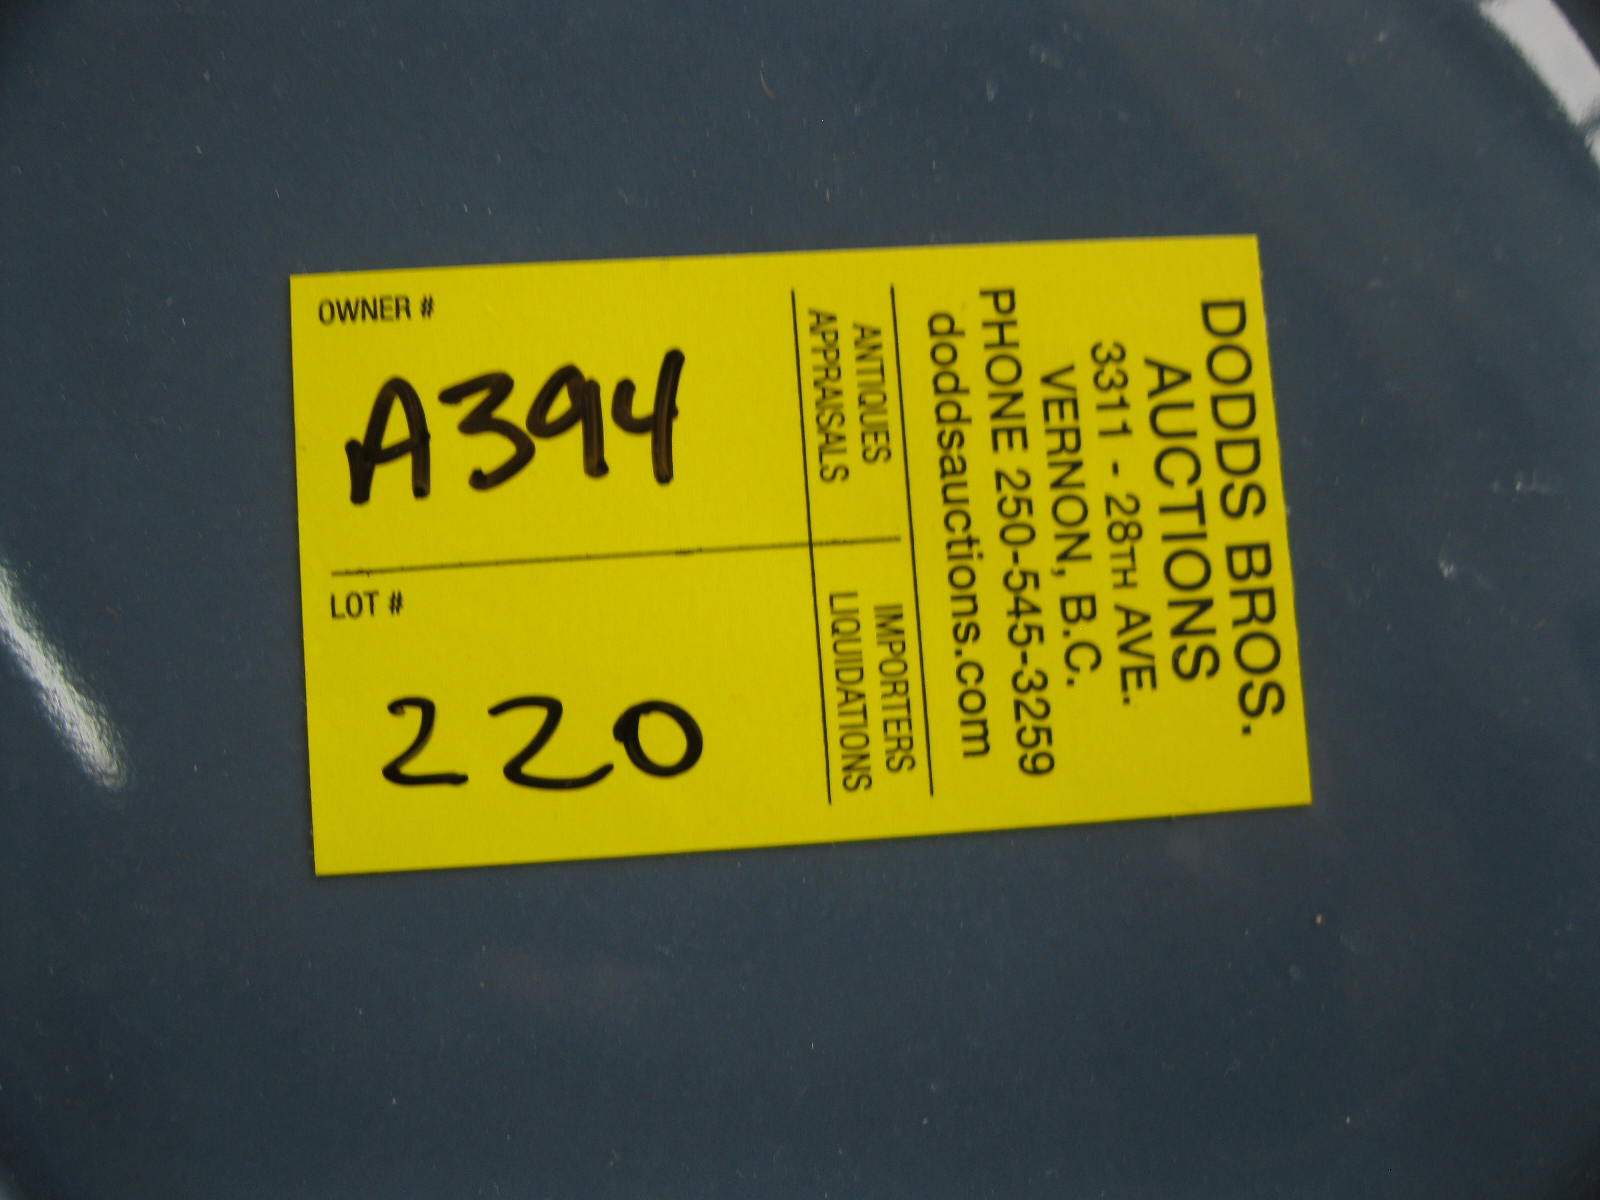 DODDS BROS.
AUCTIONS
3311 - 28TH AVE.
VERNON, B.C.
PHONE 250-545-3259
doddsauctions.com
ANTIQUES IMPORTERS
APPRAISALS LIQUIDATIONS
OWNER #
A394
LOT #
220